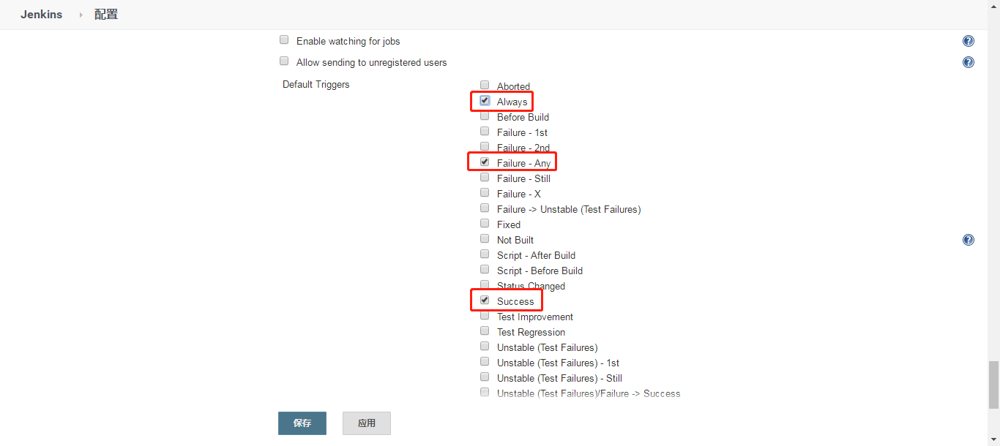 Jenkins 配置
Enable watching for jobs
Allow sending to unregistered users
Default Triggers
Aborted
Always
Before Build
Failure - 1st
Failure - 2nd
Failure - Any
Failure - Still
Failure - X
Failure -> Unstable (Test Failures)
Fixed
Not Built
Script - After Build
Script - Before Build
Status Changed
Success
Test Improvement
Test Regression
Unstable (Test Failures)
Unstable (Test Failures) - 1st
Unstable (Test Failures) - Still
Unstable (Test Failures)/Failure -> Success
保存 应用